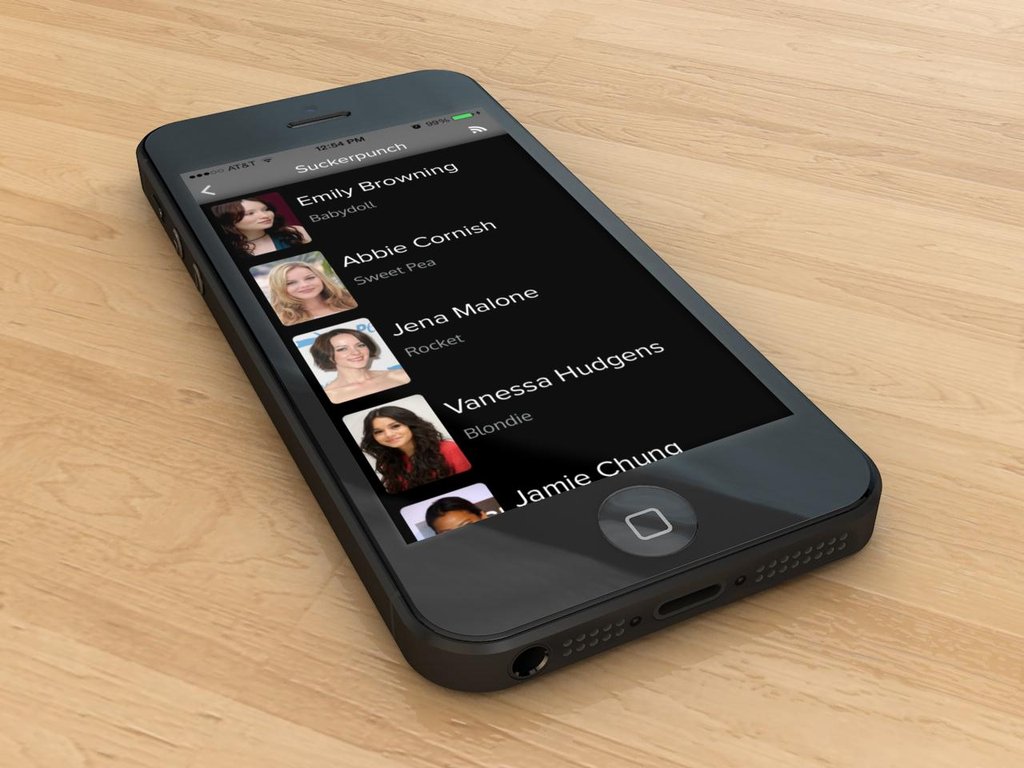 ●●●○○ AT&T 12:54 PM 99%
Suckerpunch
Emily Browning
Babydoll
Abbie Cornish
Sweet Pea
Jena Malone
Rocket
Vanessa Hudgens
Blondie
Jamie Chung